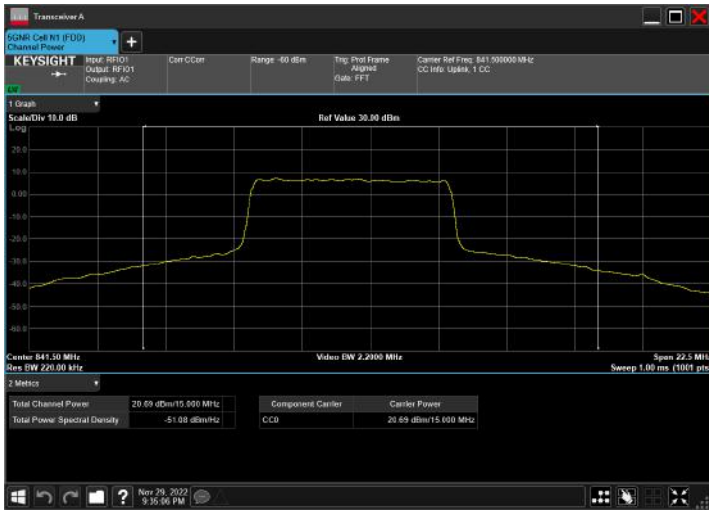 Transceiver A
5GNR Cell N1 (FDD)
Channel Power
+
KEYSIGHT
Input: RFIO1
Output: RFIO1
Coupling: AC
Corr CCorr
Range -60 dBm
Trig: Prot Frame
Aligned
Gate: FFT
Carrier Ref Freq: 841.500000 MHz
CC Info: Uplink, 1 CC
1 Graph
Scale/Div 10.0 dB
Ref Value 30.00 dBm
Log
20.0
10.0
0.00
-10.0
-20.0
-30.0
-40.0
-50.0
-60.0
Center 841.50 MHz
Video BW 2.2000 MHz
Span 22.5 MHz
Res BW 220.00 kHz
Sweep 1.00 ms (1001 pts
2 Metrics
Total Channel Power 20.69 dBm/15.000 MHz
Total Power Spectral Density -51.08 dBm/Hz
Component Carrier Carrier Power
CC0 20.69 dBm/15.000 MHz
?
Nov 29, 2022
9:35:06 PM